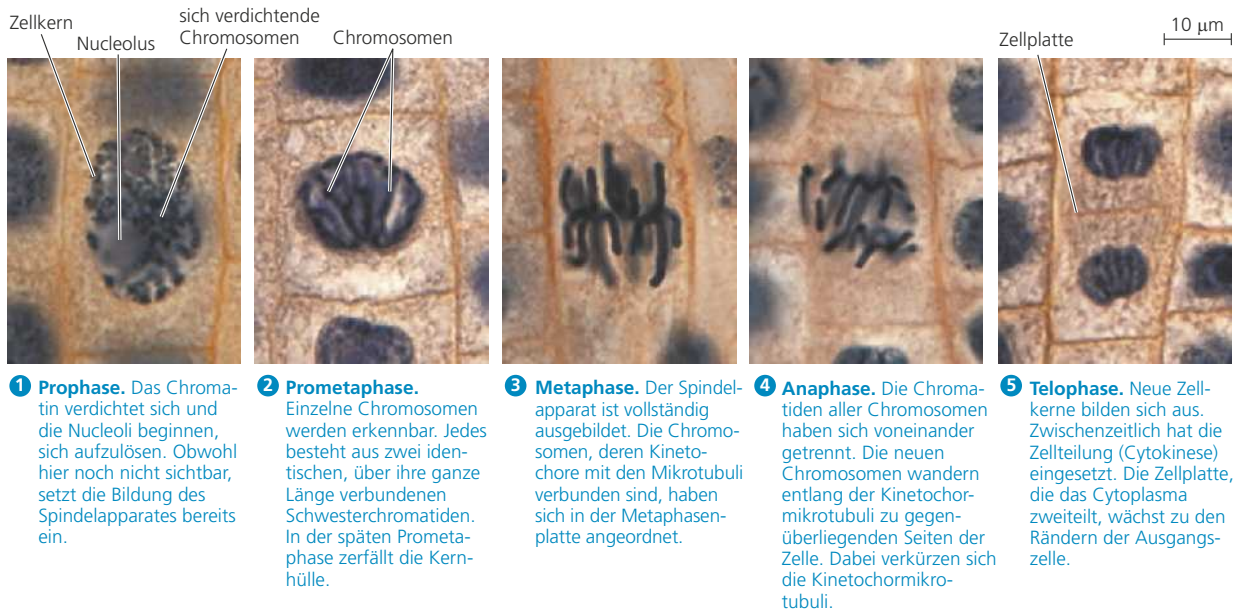 Zellkern
Nucleolus
sich verdichtende
Chromosomen
Chromosomen
Zellplatte
10 μm
1 Prophase. Das Chroma-
tin verdichtet sich und
die Nucleoli beginnen,
sich aufzulösen. Obwohl
hier noch nicht sichtbar,
setzt die Bildung des
Spindelapparates bereits
ein.
2 Prometaphase.
Einzelne Chromosomen
werden erkennbar. Jedes
besteht aus zwei iden-
tischen, über ihre ganze
Länge verbundenen
Schwesterchromatiden.
In der späten Prometa-
phase zerfällt die Kern-
hülle.
3 Metaphase. Der Spindel-
apparat ist vollständig
ausgebildet. Die Chromo-
somen, deren Kineto-
chore mit den Mikrotubuli
verbunden sind, haben
sich in der Metaphasen-
platte angeordnet.
4 Anaphase. Die Chroma-
tiden aller Chromosomen
haben sich voneinander
getrennt. Die neuen
Chromosomen wandern
entlang der Kinetochor-
mikrotubuli zu gegen-
überliegenden Seiten der
Zelle. Dabei verkürzen sich
die Kinetochormikro-
tubuli.
5 Telophase. Neue Zell-
kerne bilden sich aus.
Zwischenzeitlich hat die
Zellteilung (Cytokinese)
eingesetzt. Die Zellplatte,
die das Cytoplasma
zweiteilt, wächst zu den
Rändern der Ausgangs-
zelle.